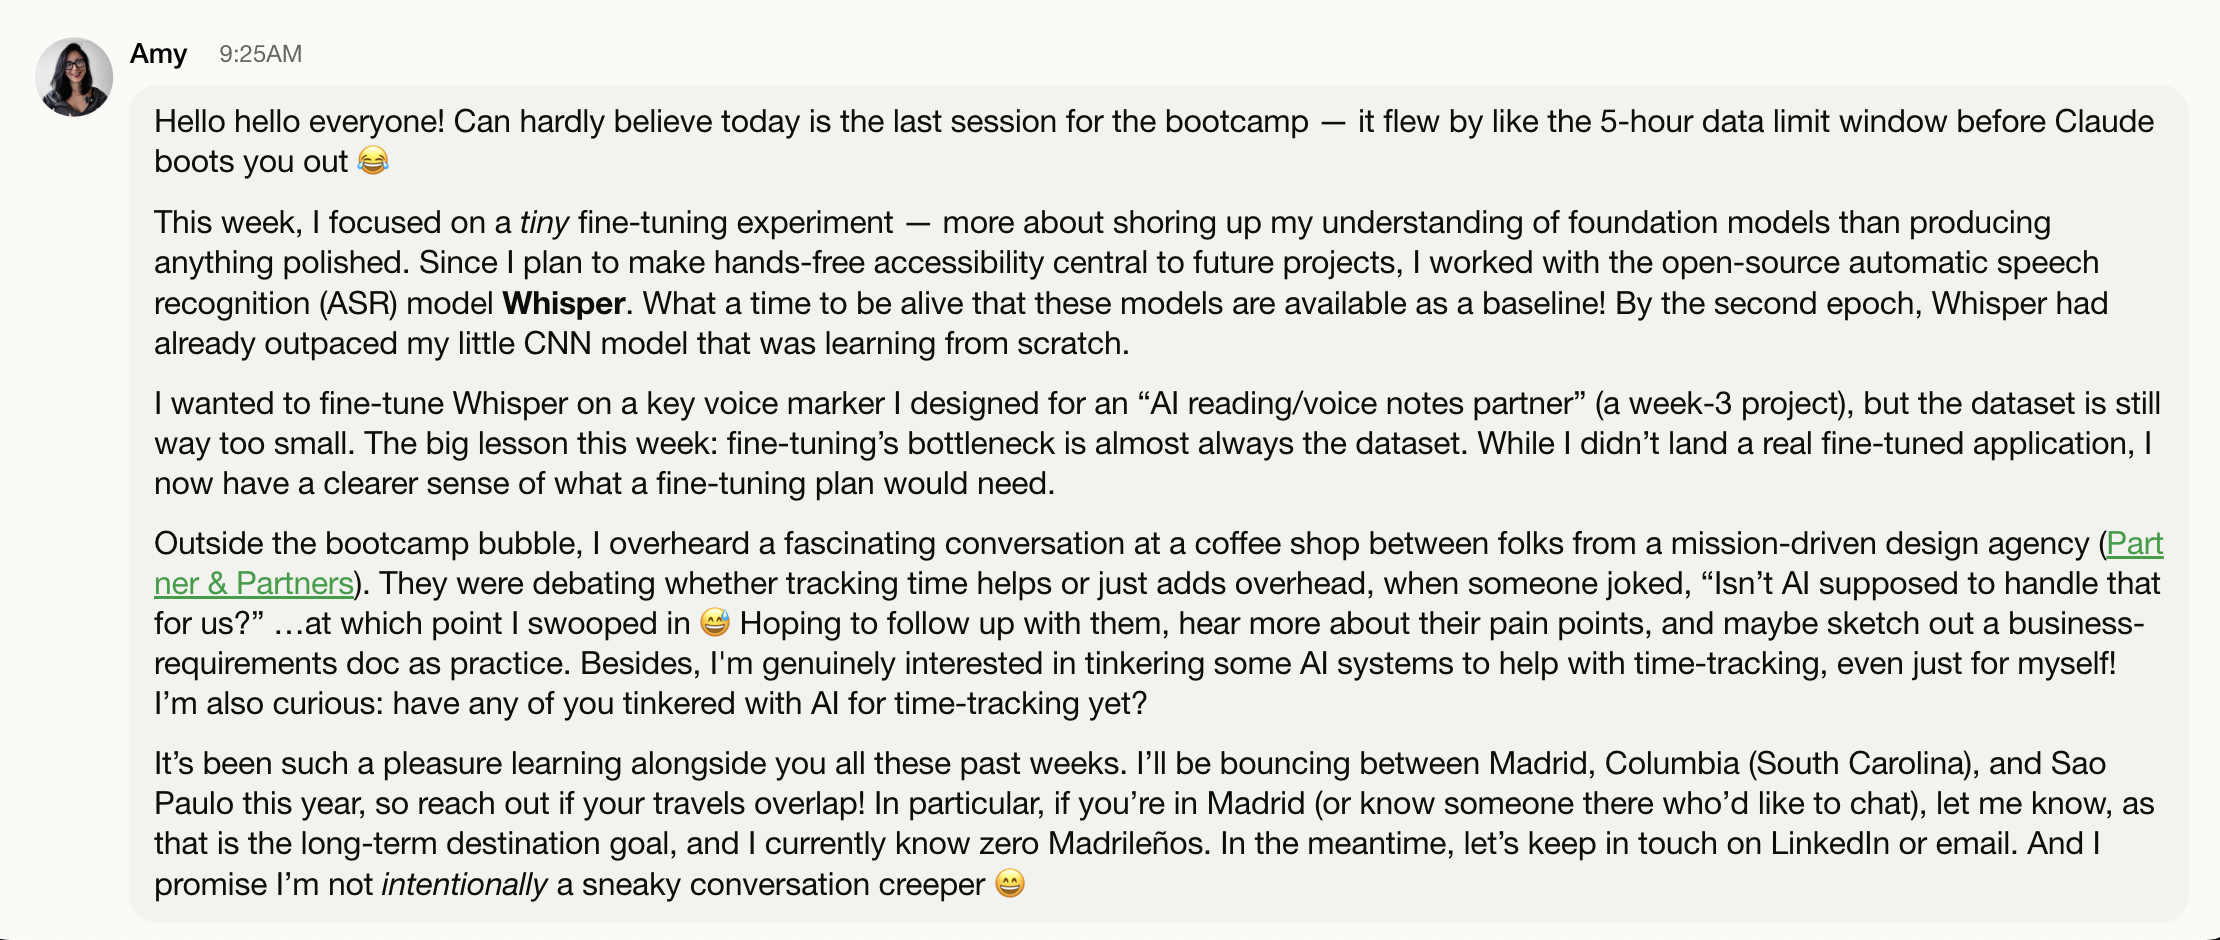 Amy 9:25AM
Hello hello everyone! Can hardly believe today is the last session for the bootcamp — it flew by like the 5-hour data limit window before Claude
boots you out 😂
This week, I focused on a tiny fine-tuning experiment — more about shoring up my understanding of foundation models than producing
anything polished. Since I plan to make hands-free accessibility central to future projects, I worked with the open-source automatic speech
recognition (ASR) model Whisper. What a time to be alive that these models are available as a baseline! By the second epoch, Whisper had
already outpaced my little CNN model that was learning from scratch.
I wanted to fine-tune Whisper on a key voice marker I designed for an “AI reading/voice notes partner” (a week-3 project), but the dataset is still
way too small. The big lesson this week: fine-tuning’s bottleneck is almost always the dataset. While I didn’t land a real fine-tuned application, I
now have a clearer sense of what a fine-tuning plan would need.
Outside the bootcamp bubble, I overheard a fascinating conversation at a coffee shop between folks from a mission-driven design agency (Part
ner & Partners). They were debating whether tracking time helps or just adds overhead, when someone joked, “Isn’t AI supposed to handle that
for us?” …at which point I swooped in 😅 Hoping to follow up with them, hear more about their pain points, and maybe sketch out a business-
requirements doc as practice. Besides, I'm genuinely interested in tinkering some AI systems to help with time-tracking, even just for myself!
I’m also curious: have any of you tinkered with AI for time-tracking yet?
It’s been such a pleasure learning alongside you all these past weeks. I’ll be bouncing between Madrid, Columbia (South Carolina), and Sao
Paulo this year, so reach out if your travels overlap! In particular, if you’re in Madrid (or know someone there who’d like to chat), let me know, as
that is the long-term destination goal, and I currently know zero Madrileños. In the meantime, let’s keep in touch on LinkedIn or email. And I
promise I’m not intentionally a sneaky conversation creeper 😄